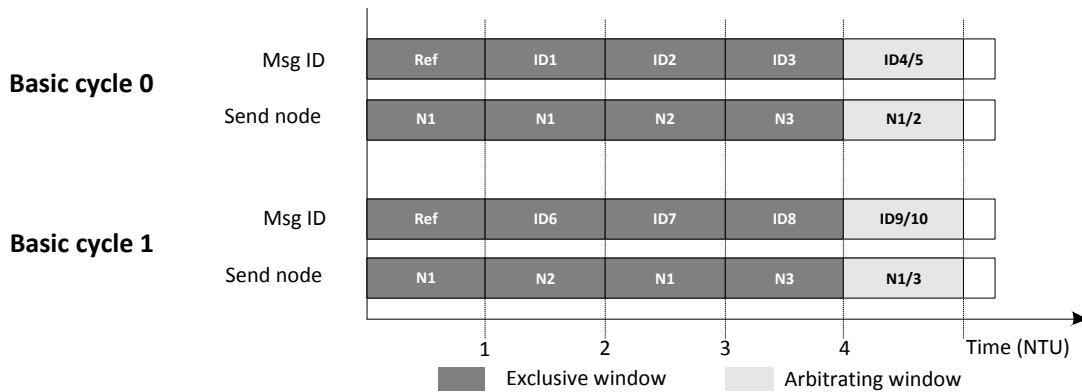 Basic cycle 0
Msg ID Ref ID1 ID2 ID3 ID4/5
Send node N1 N1 N2 N3 N1/2
Basic cycle 1
Msg ID Ref ID6 ID7 ID8 ID9/10
Send node N1 N2 N1 N3 N1/3
1 2 3 4 Time (NTU)
Exclusive window Arbitrating window